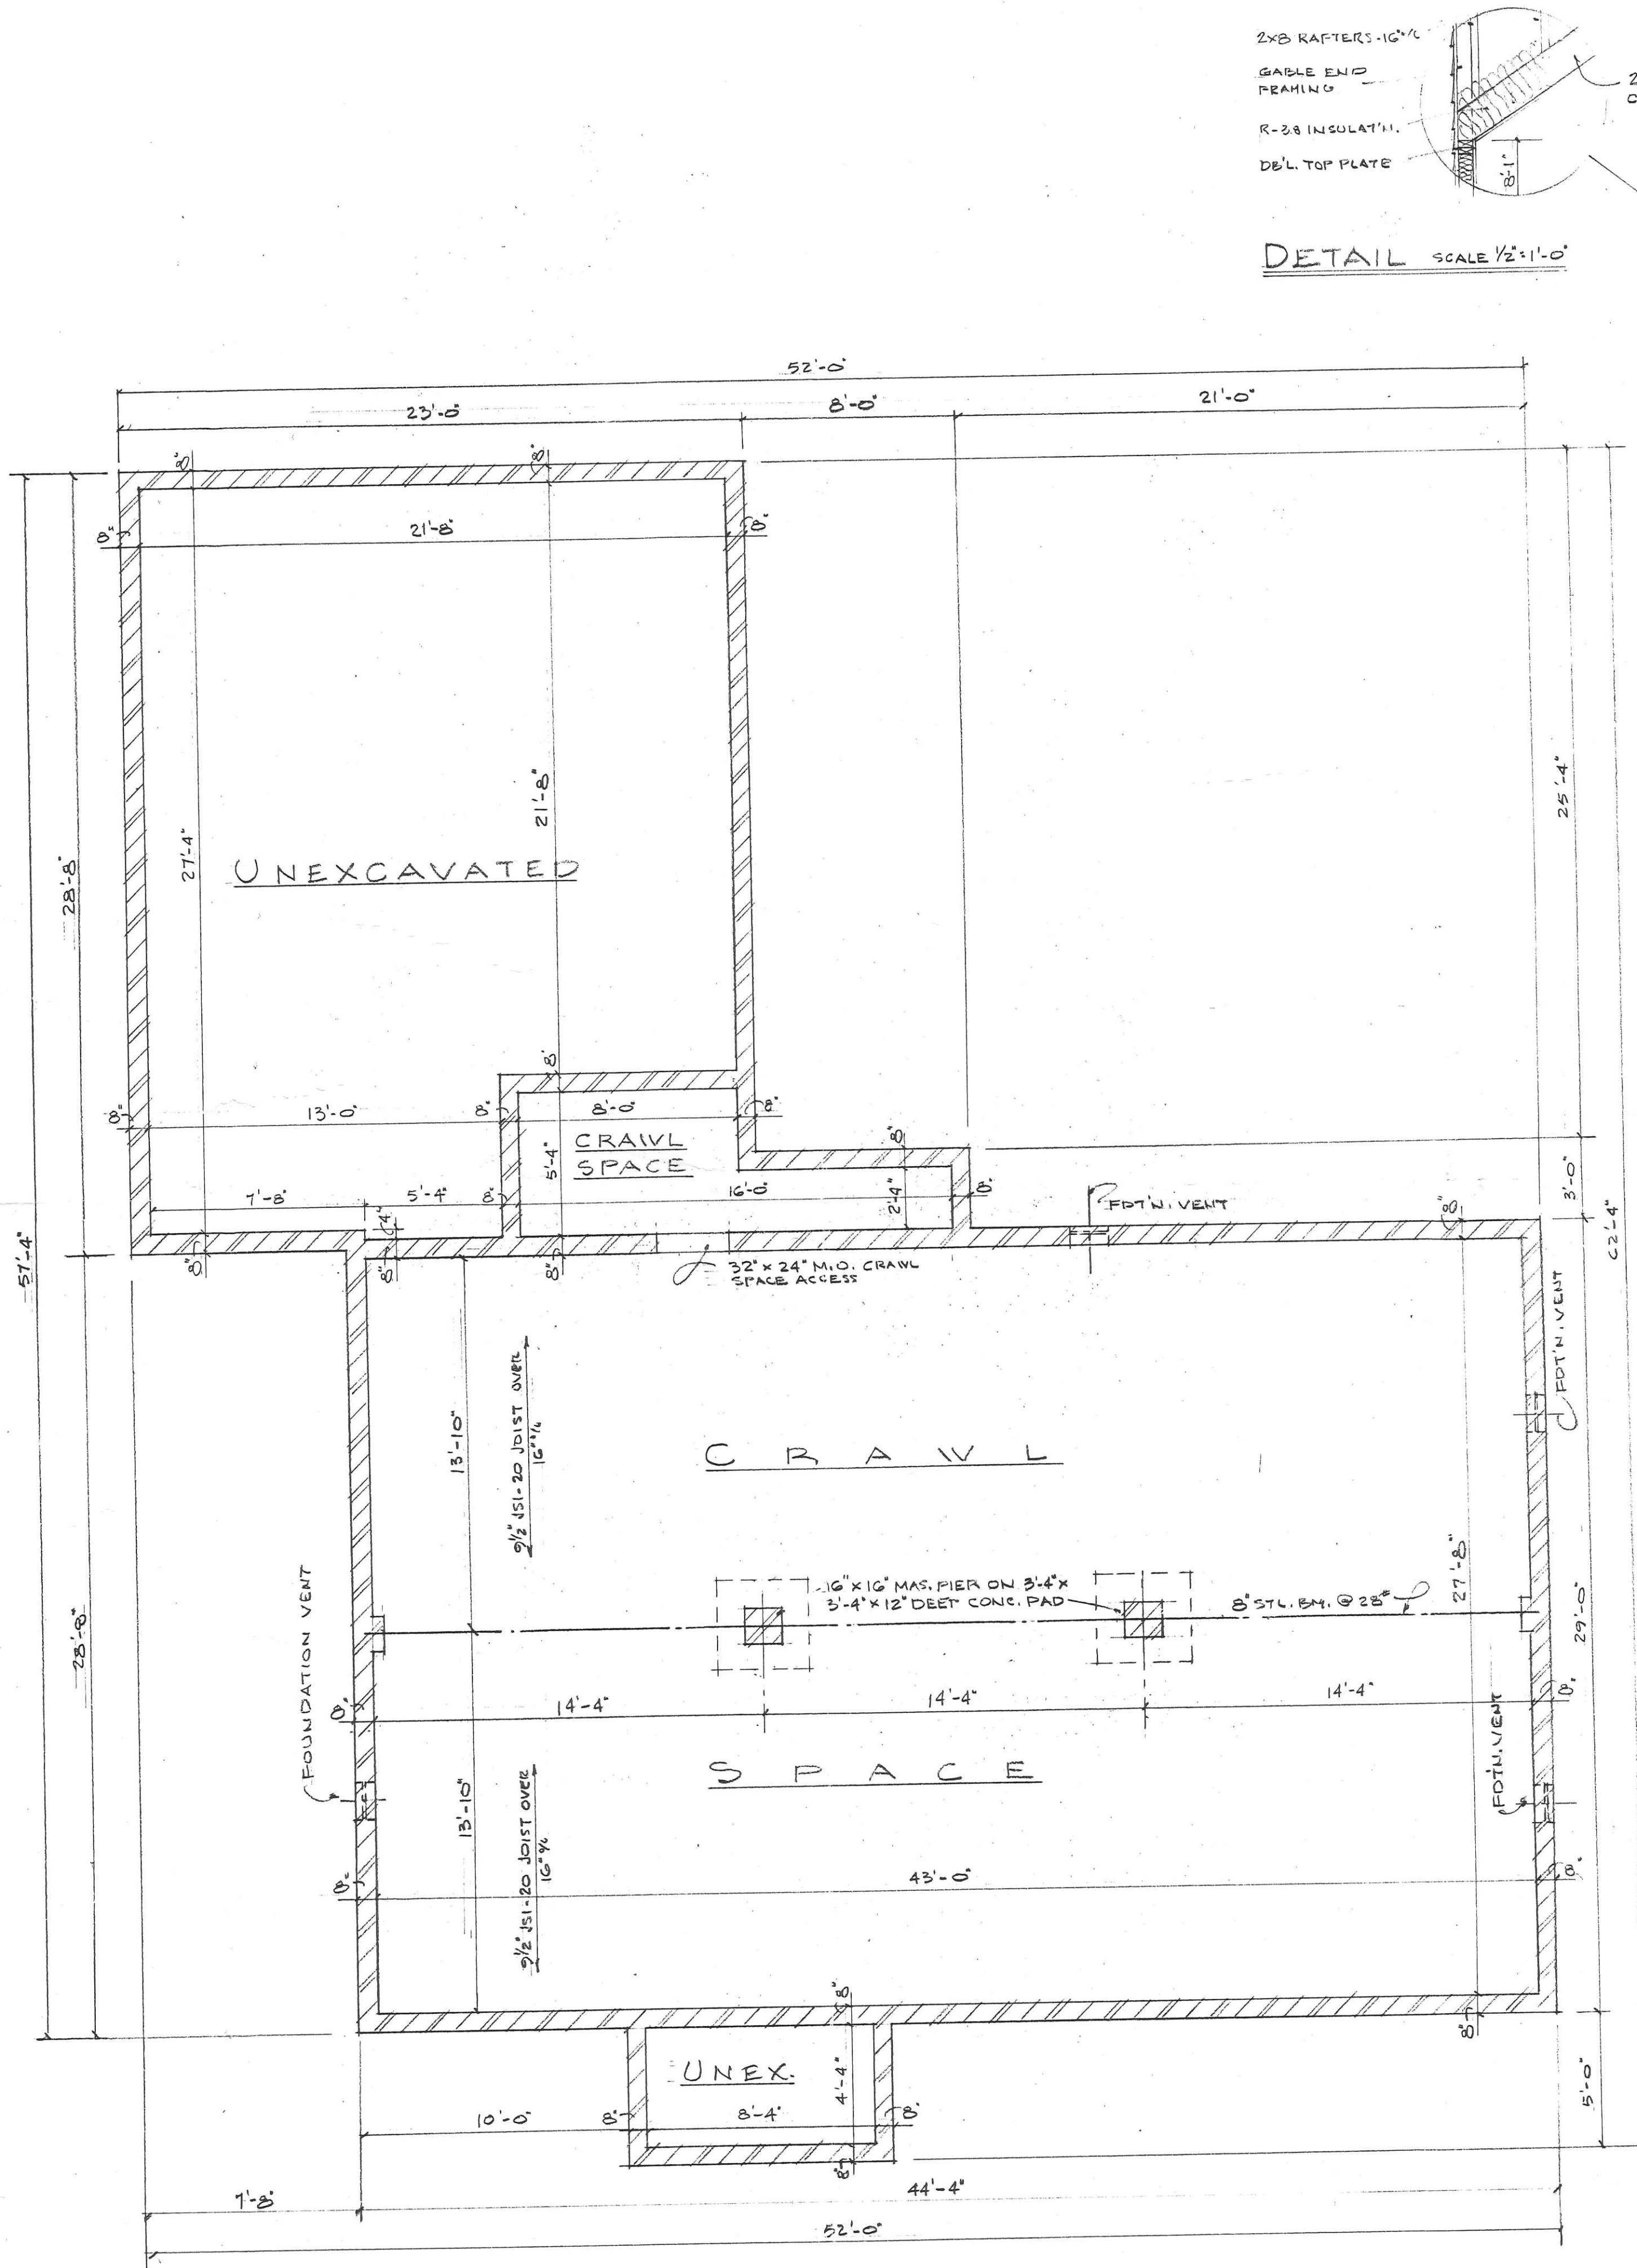 2x8 RAFTERS-16"o/c
GABLE END
FRAMING
R-38 INSULAT'N.
DB'L. TOP PLATE
2
8'-1"
DETAIL SCALE 1/2"=1'-0"
52'-0"
23'-0"
8'-0"
21'-0"
8"
8"
8"
21'-8"
8"
57'-4"
28'-8"
27'-4"
21'-8"
UNEXCAVATED
25'-4"
62'-4"
8"
8"
13'-0"
8"
8'-0"
8"
CRAWL
SPACE
5'-4"
8"
7'-8"
5'-4"
8"
16'-0"
2'-4"
8"
3'-0"
4"
FDT'N. VENT
8"
8"
8"
8"
32" x 24" M.O. CRAWL
SPACE ACCESS
FDT'N. VENT
13'-10"
9 1/2" JSI-20 JOIST OVER
16" o/c
CRAWL
27'-8"
FOUNDATION VENT
28'-8"
16"x16" MAS. PIER ON 3'-4"x
3'-4"x12" DEET CONC. PAD
8" STL. BM. @ 28#
29'-0"
8"
14'-4"
14'-4"
14'-4"
8"
SPACE
FDT'N. VENT
13'-10"
9 1/2" JSI-20 JOIST OVER
16" o/c
8"
43'-0"
8"
8"
8"
UNEX.
4'-4"
5'-0"
10'-0"
8"
8'-4"
8"
8"
7'-8"
44'-4"
52'-0"